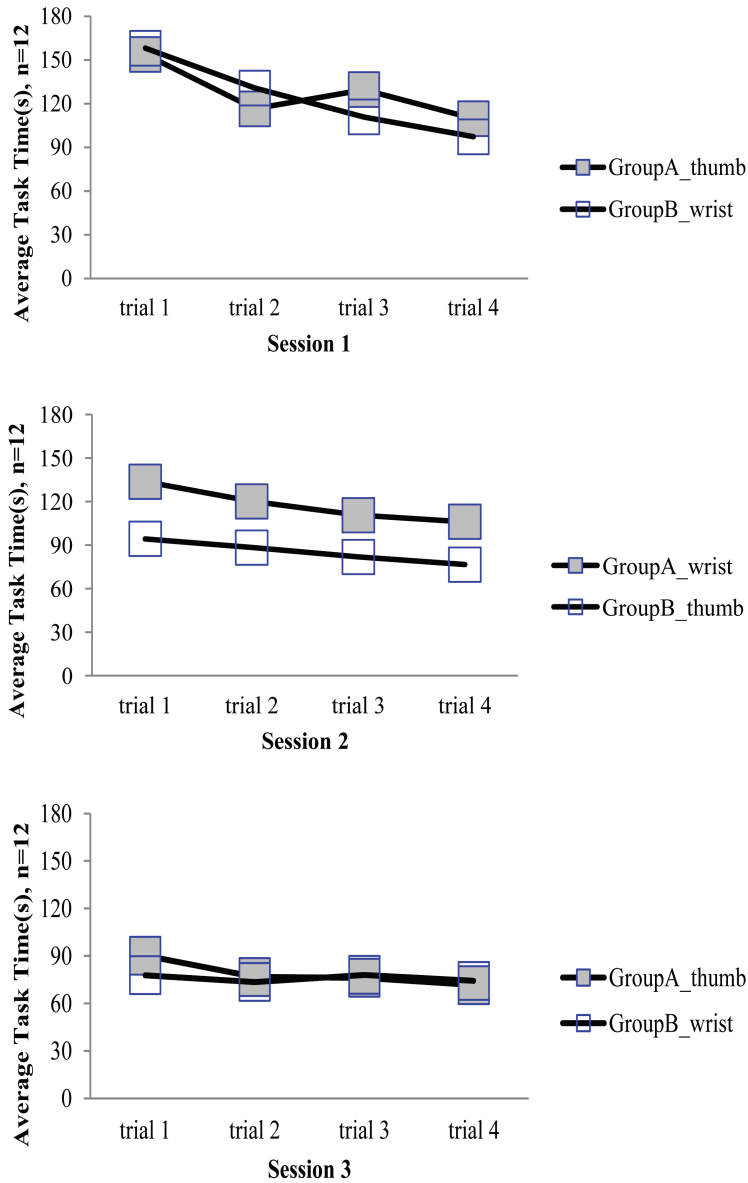 Average Task Time(s), n=12
180
150
120
90
60
30
0
trial 1 trial 2 trial 3 trial 4
Session 1
GroupA_thumb
GroupB_wrist
Average Task Time(s), n=12
180
150
120
90
60
30
0
trial 1 trial 2 trial 3 trial 4
Session 2
GroupA_wrist
GroupB_thumb
Average Task Time(s), n=12
180
150
120
90
60
30
0
trial 1 trial 2 trial 3 trial 4
Session 3
GroupA_thumb
GroupB_wrist